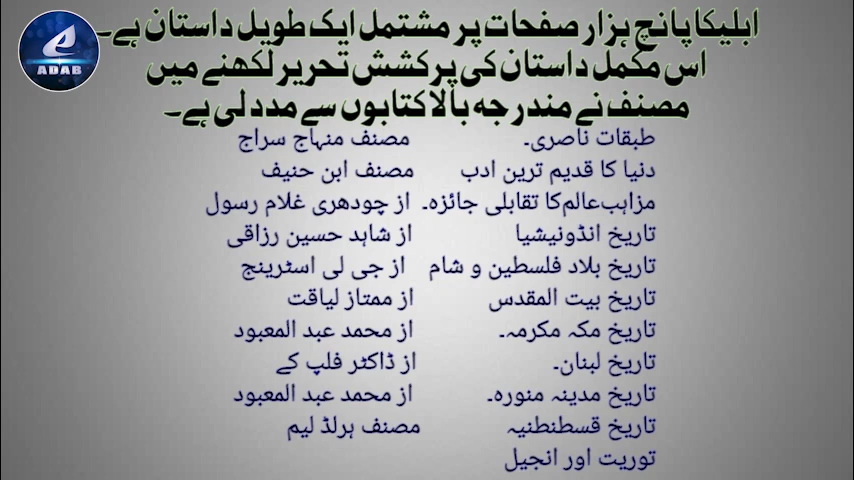 ابلیکا پانچ ہزار صفحات پر مشتمل ایک طویل داستان ہے۔
اس مکمل داستان کی پر کشش تحریر لکھنے میں
مصنف نے مندرجہ بالا کتابوں سے مدد لی ہے۔
طبقات ناصری۔ مصنف منہاج سراج
دنیا کا قدیم ترین ادب مصنف ابن حنیف
مزاہب عالم کا تقابلی جائزہ۔ از چودھری غلام رسول
تاریخ انڈونیشیا از شاہد حسین رزاقی
تاریخ بلاد فلسطین و شام از جی لی اسٹرینج
تاریخ بیت المقدس از ممتاز لیاقت
تاریخ مکہ مکرمہ۔ از محمد عبد المعبود
تاریخ لبنان۔ از ڈاکٹر فلپ کے
تاریخ مدینہ منورہ۔ از محمد عبد المعبود
تاریخ قسطنطنیہ مصنف ہرلڈ لیم
توریت اور انجیل
e
ADAB